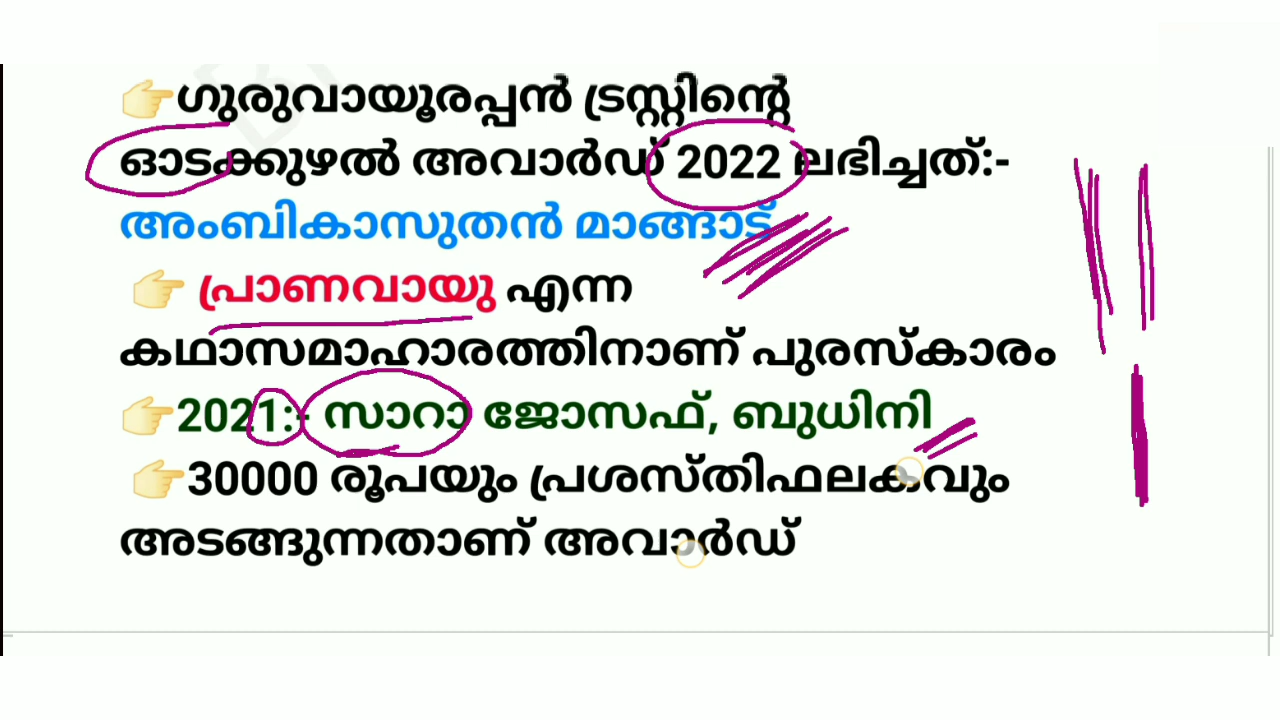 👉ഗുരുവായൂരപ്പൻ ട്രസ്റ്റിന്റെ
ഓടക്കുഴൽ അവാർഡ് 2022 ലഭിച്ചത്:-
അംബികാസുതൻ മാങ്ങാട്
👉 പ്രാണവായു എന്ന
കഥാസമാഹാരത്തിനാണ് പുരസ്കാരം
👉2021:- സാറാ ജോസഫ്, ബുധിനി
👉30000 രൂപയും പ്രശസ്തിഫലകവും
അടങ്ങുന്നതാണ് അവാർഡ്